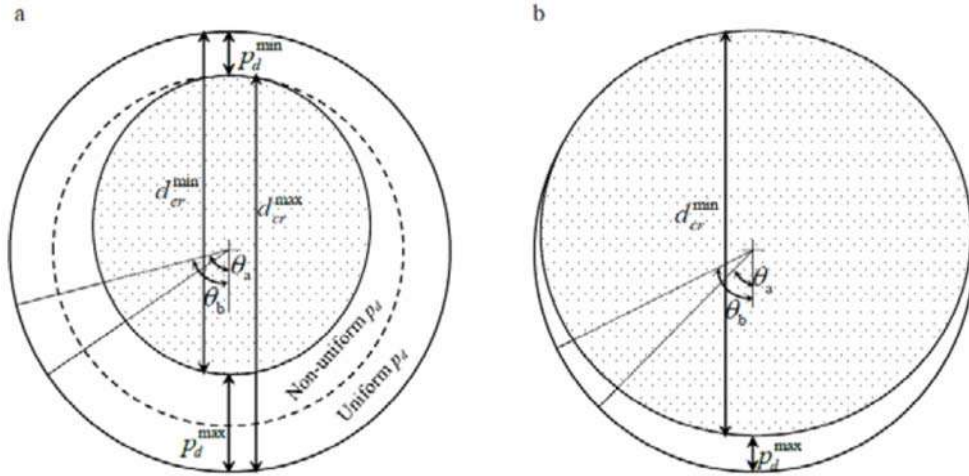 a
b
p_d^min
d_cr^min
d_cr^max
θ_a
θ_b
Non-uniform p_d
Uniform p_d
p_d^max
d_cr^min
θ_a
θ_b
p_d^max